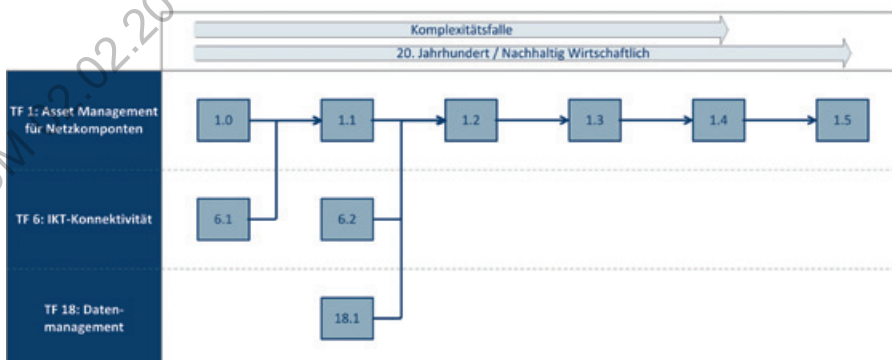 Komplexitätsfalle
20. Jahrhundert / Nachhaltig Wirtschaftlich
TF 1: Asset Management
für Netzkomponten
1.0
1.1
1.2
1.3
1.4
1.5
TF 6: IKT-Konnektivität
6.1
6.2
TF 18: Daten-
management
18.1